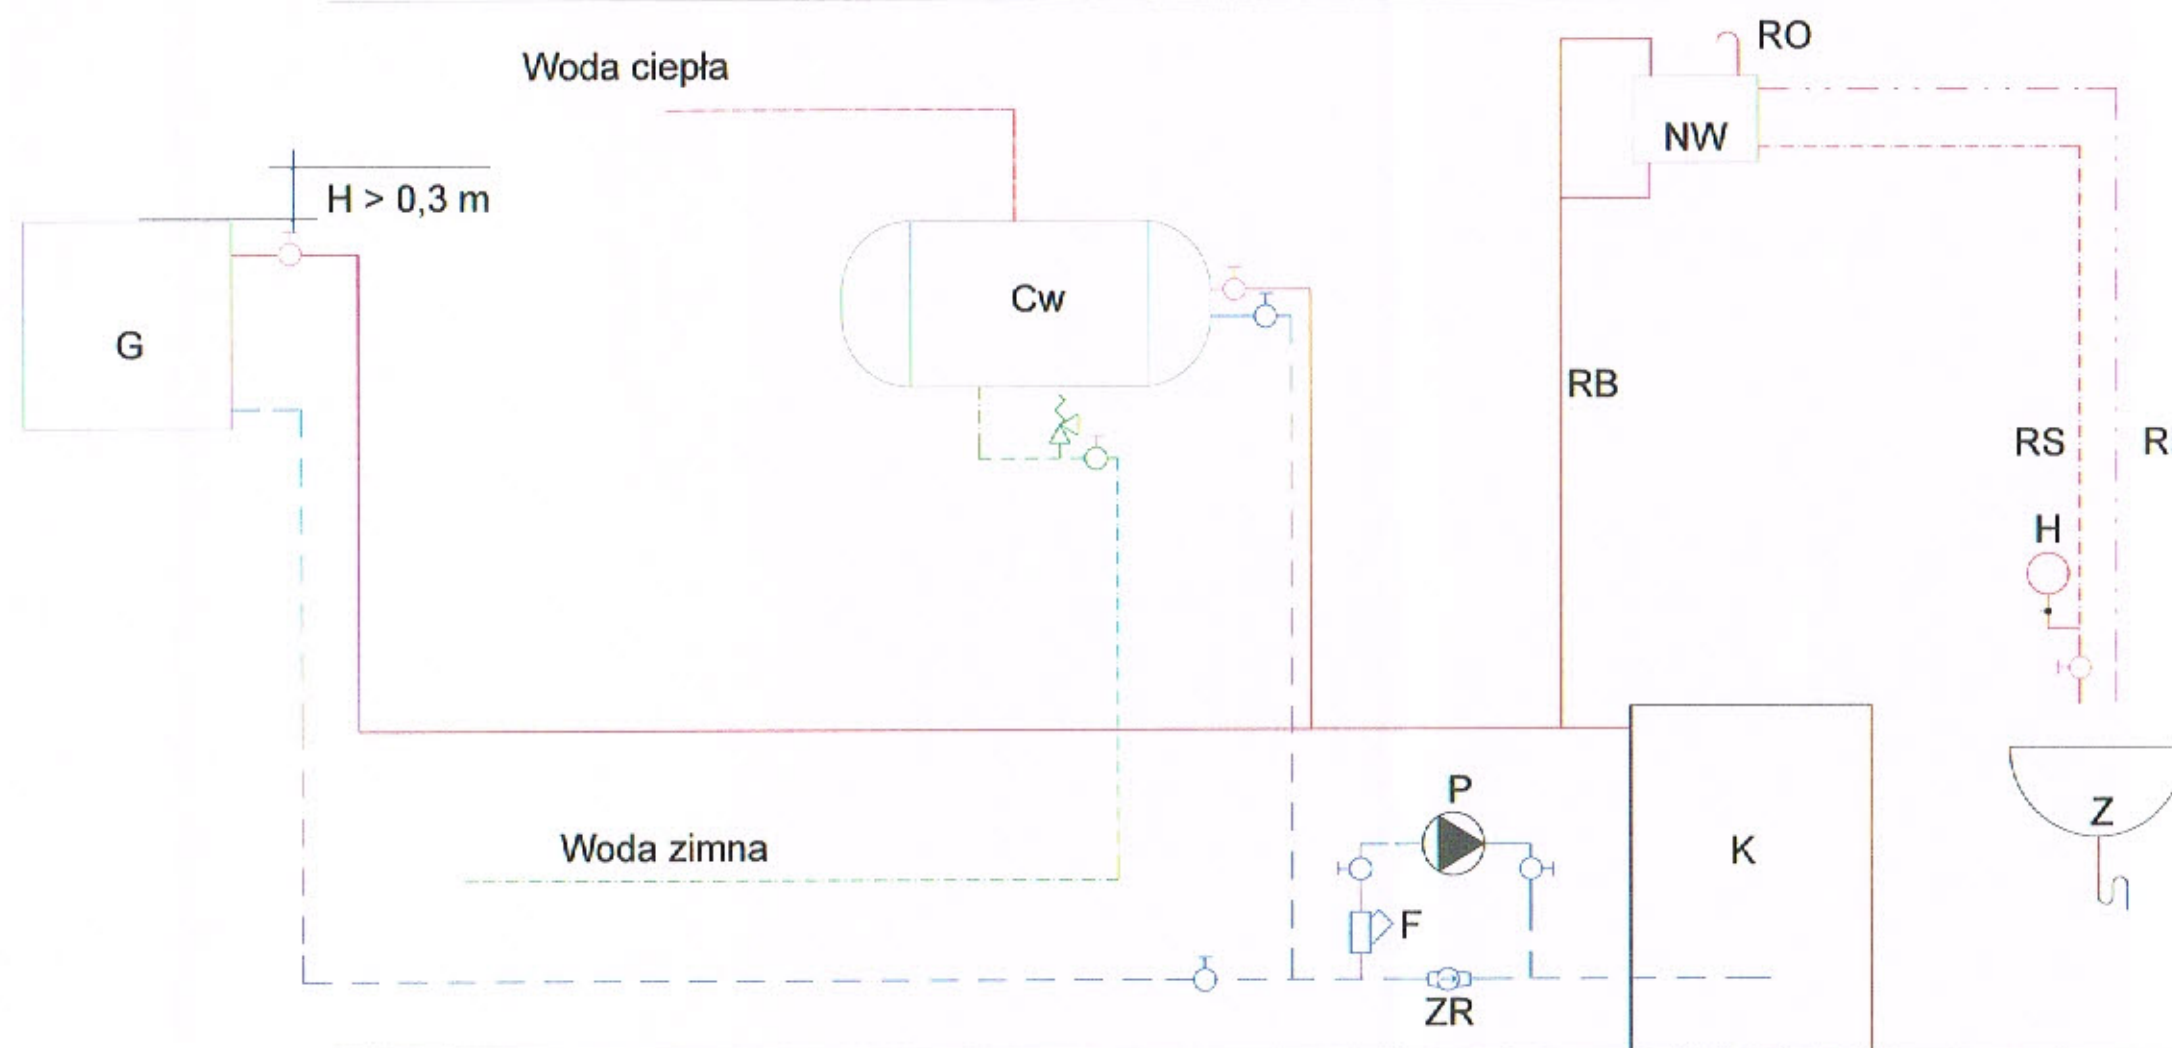 RO
Woda ciepła
NW
H > 0,3 m
Cw
G
RB
RS
R
H
P
Woda zimna
K
Z
F
ZR